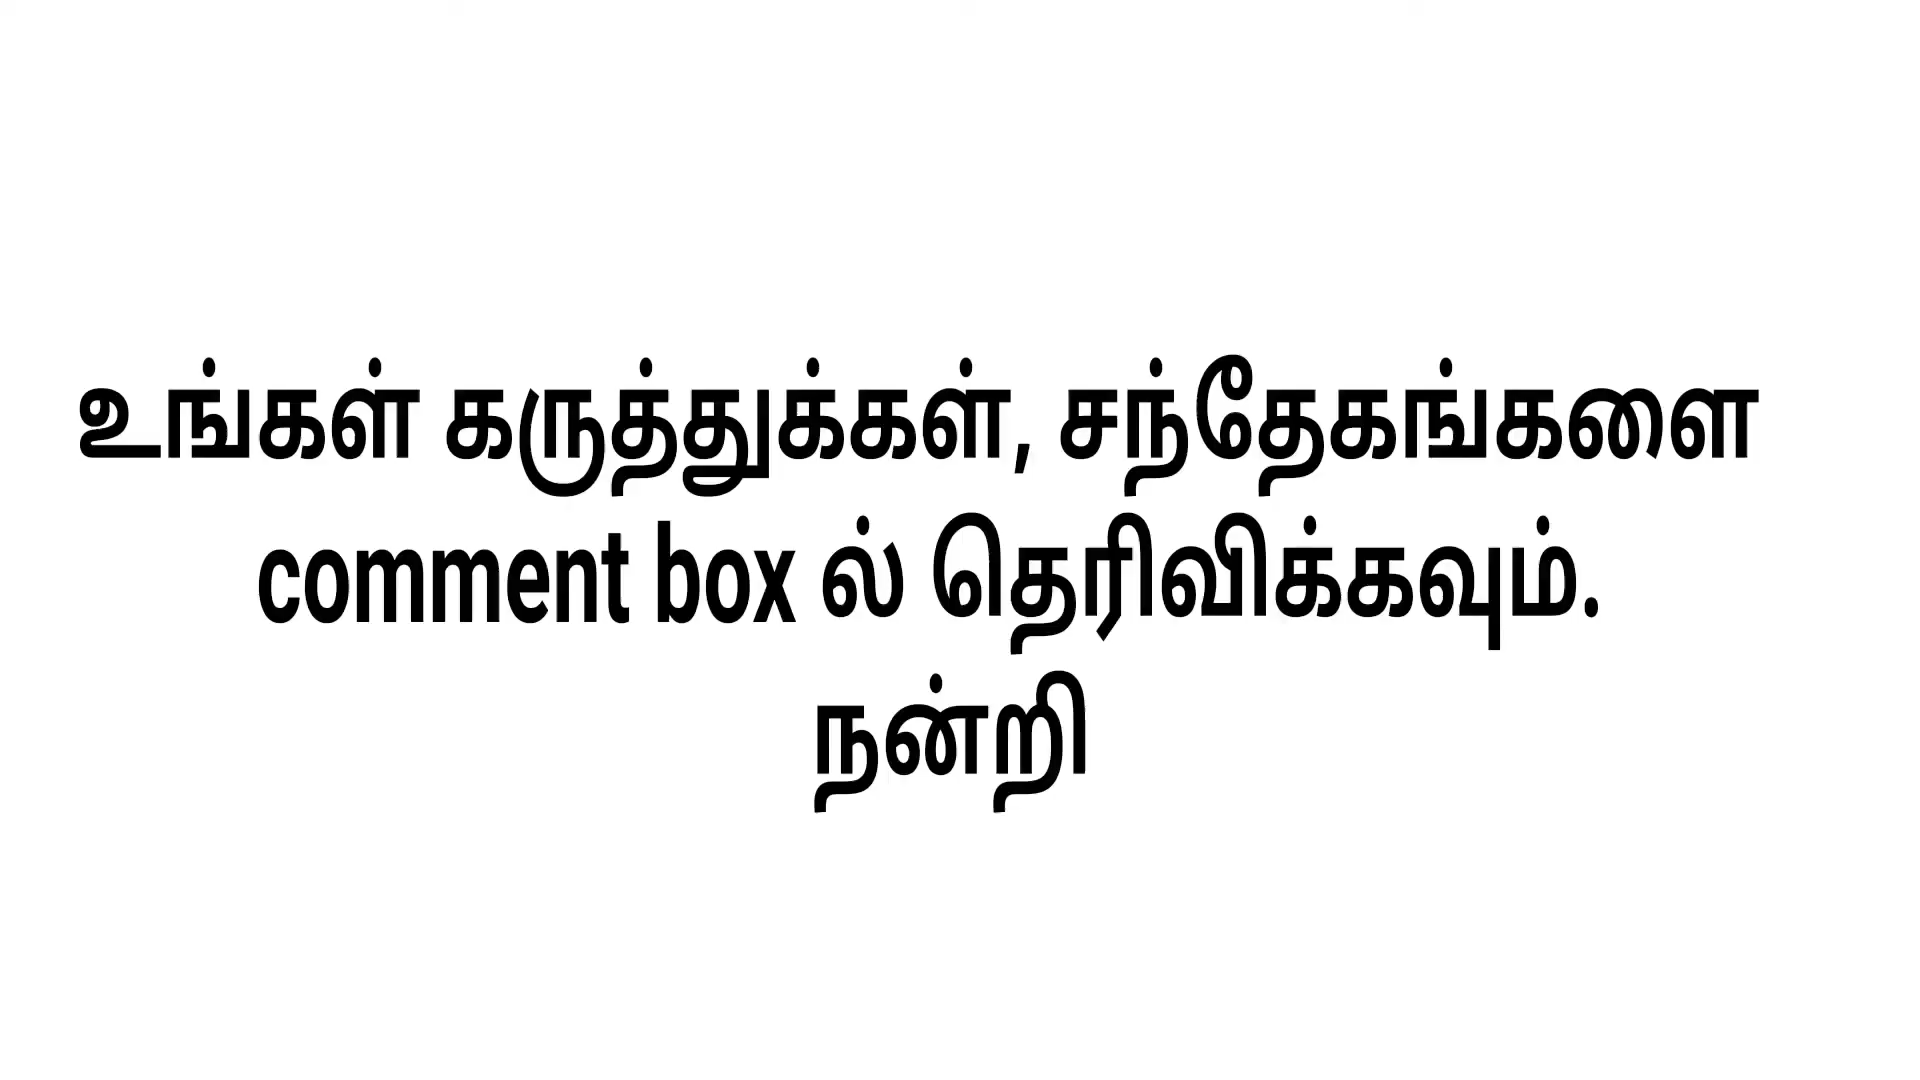 உங்கள் கருத்துக்கள், சந்தேகங்களை
comment box ல் தெரிவிக்கவும்.
நன்றி